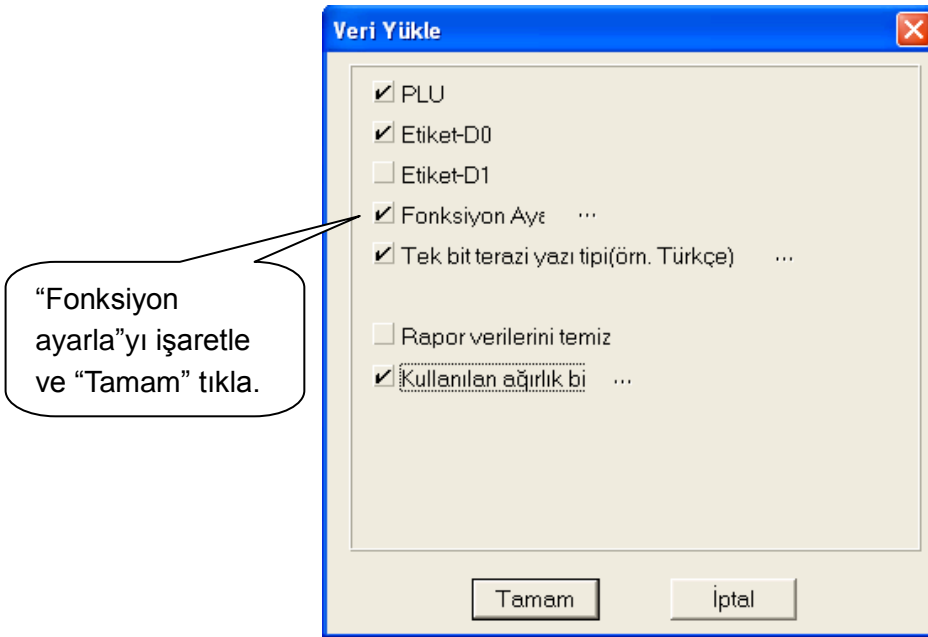 Veri Yükle
PLU
Etiket-D0
Etiket-D1
Fonksiyon Aya ...
Tek bit terazi yazı tipi(örn. Türkçe) ...
Rapor verilerini temiz
Kullanılan ağırlık bi ...
Tamam İptal
“Fonksiyon
ayarla”yı işaretle
ve “Tamam” tıkla.